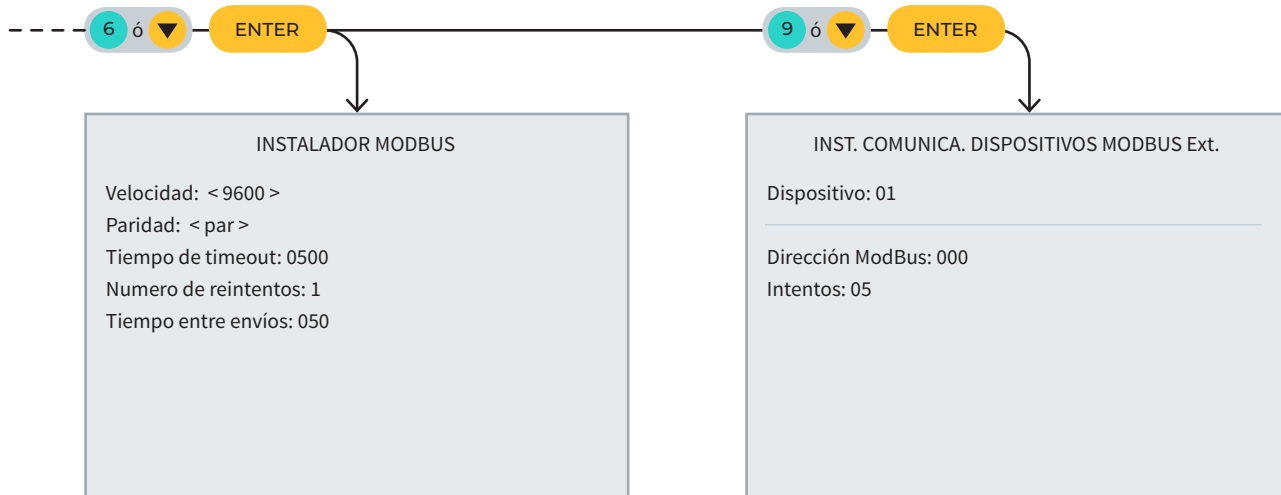 6 ó ▼ ENTER
9 ó ▼ ENTER
INSTALADOR MODBUS
Velocidad: < 9600 >
Paridad: < par >
Tiempo de timeout: 0500
Numero de reintentos: 1
Tiempo entre envíos: 050
INST. COMUNICA. DISPOSITIVOS MODBUS Ext.
Dispositivo: 01
Dirección ModBus: 000
Intentos: 05